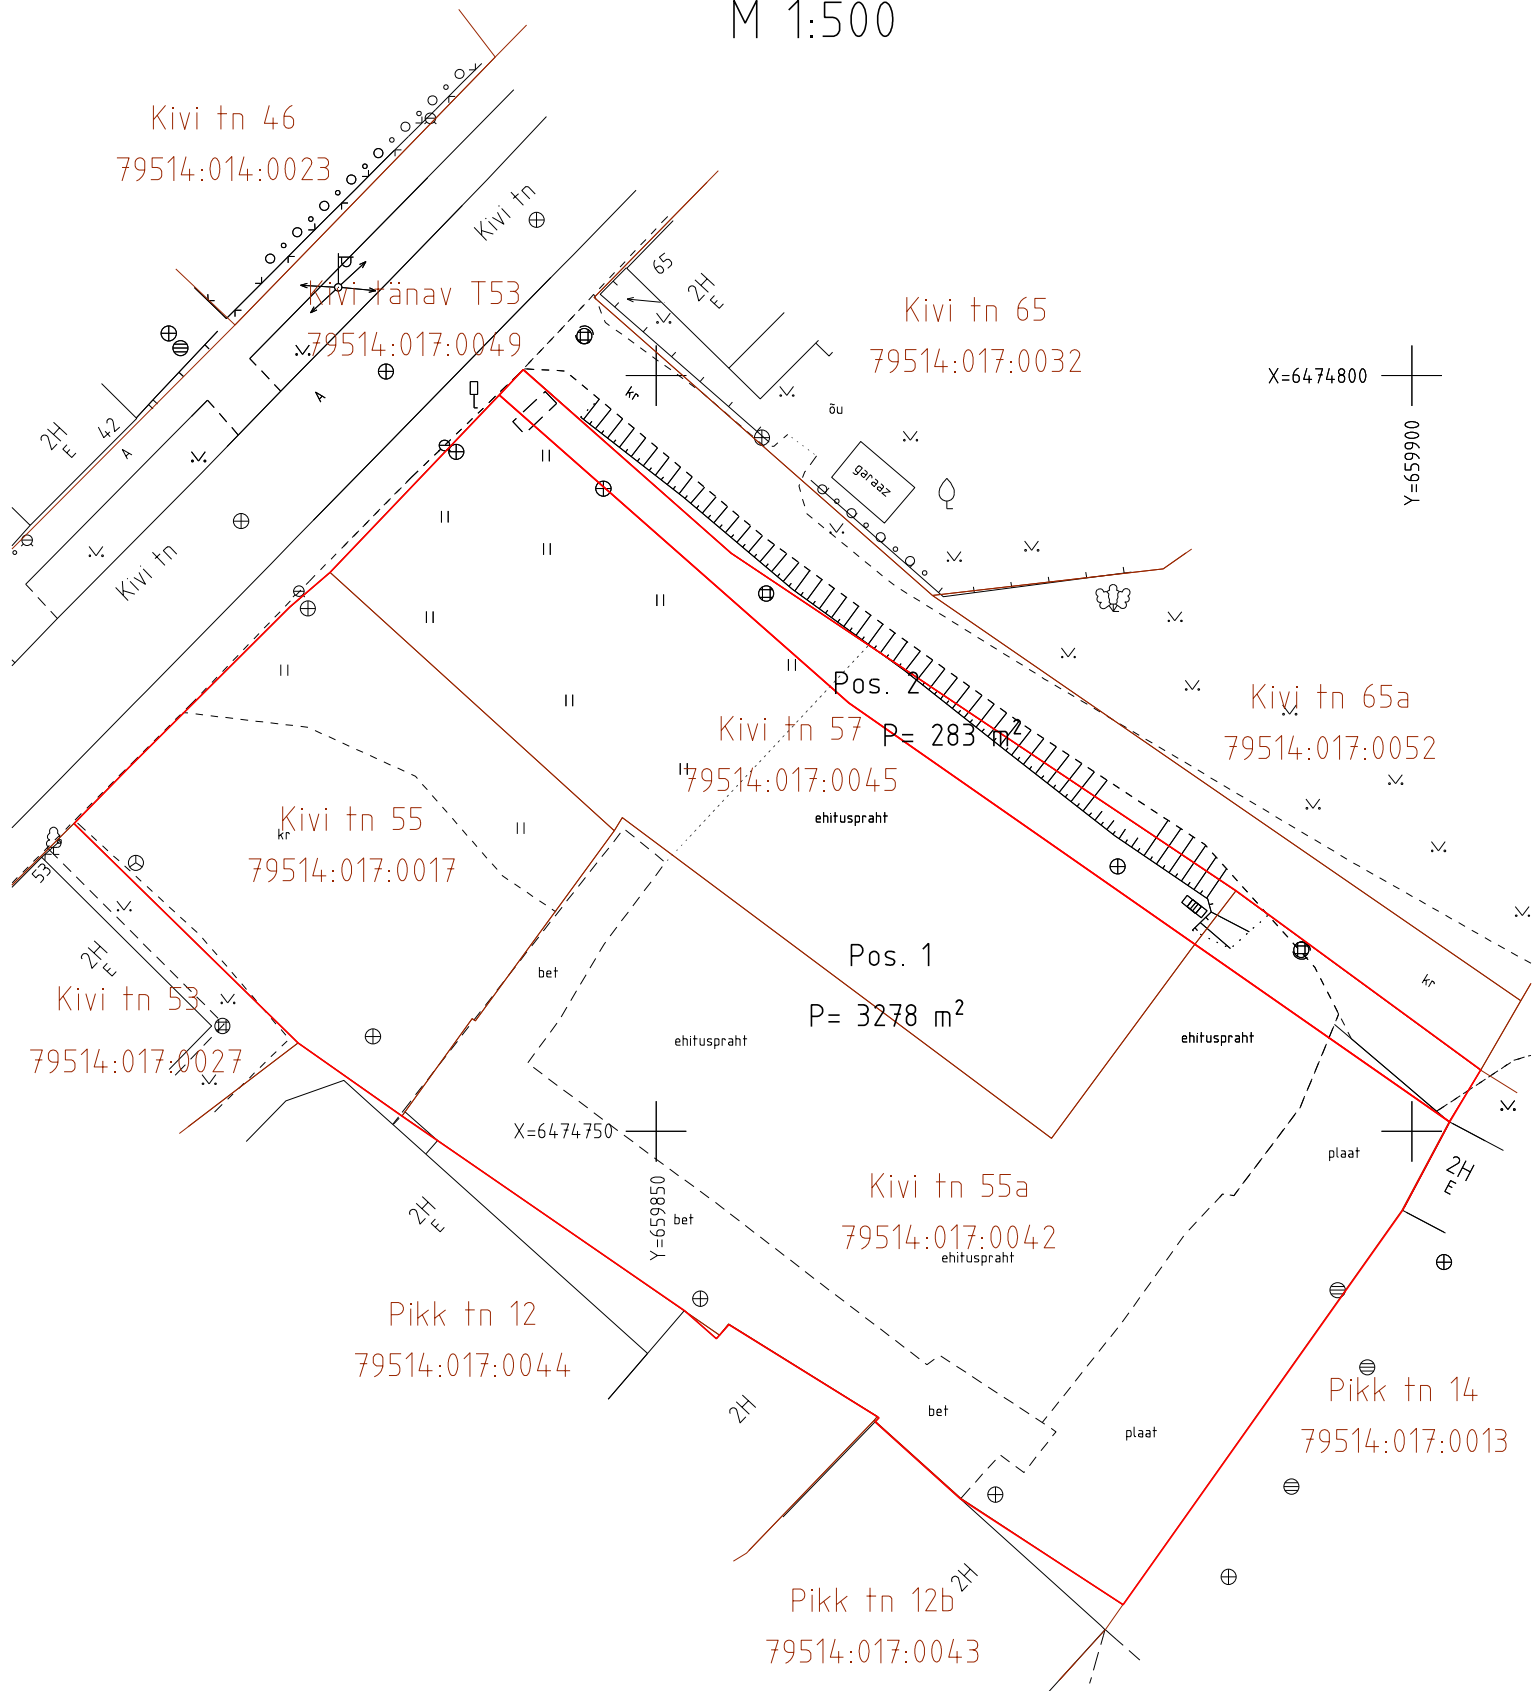 M 1:500
Kivi tn 46
79514:014:0023
Kivi tn
Kivi tänav T53
79514:017:0049
65
2H
E
Kivi tn 65
79514:017:0032
X=6474800
Y=659900
kr
õu
garaaz
A
42
2H
E
A
Kivi tn
Pos. 2
P= 283 m²
Kivi tn 57
79514:017:0045
ehituspraht
Kivi tn 65a
79514:017:0052
Kivi tn 55
kr
79514:017:0017
53
2H
E
Kivi tn 53
79514:017:0027
bet
Pos. 1
P= 3278 m²
ehituspraht
ehituspraht
kr
X=6474750
Y=659850
plaat
2H
E
Kivi tn 55a
79514:017:0042
ehituspraht
bet
2H
E
Pikk tn 12
79514:017:0044
2H
bet
plaat
Pikk tn 14
79514:017:0013
2H
Pikk tn 12b
79514:017:0043